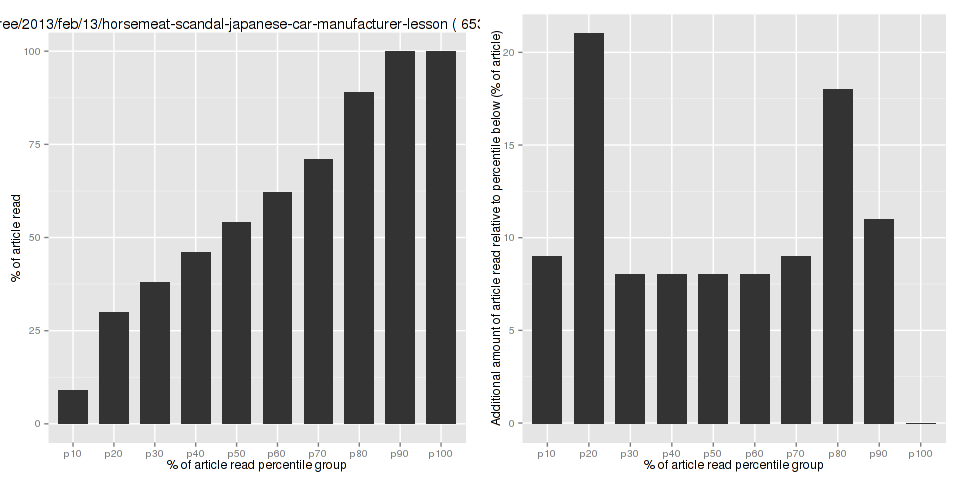 ree/2013/feb/13/horsemeat-scandal-japanese-car-manufacturer-lesson ( 653
% of article read
100
75
50
25
0
p10 p20 p30 p40 p50 p60 p70 p80 p90 p100
% of article read percentile group
Additional amount of article read relative to percentile below (% of article)
20
15
10
5
0
p10 p20 p30 p40 p50 p60 p70 p80 p90 p100
% of article read percentile group